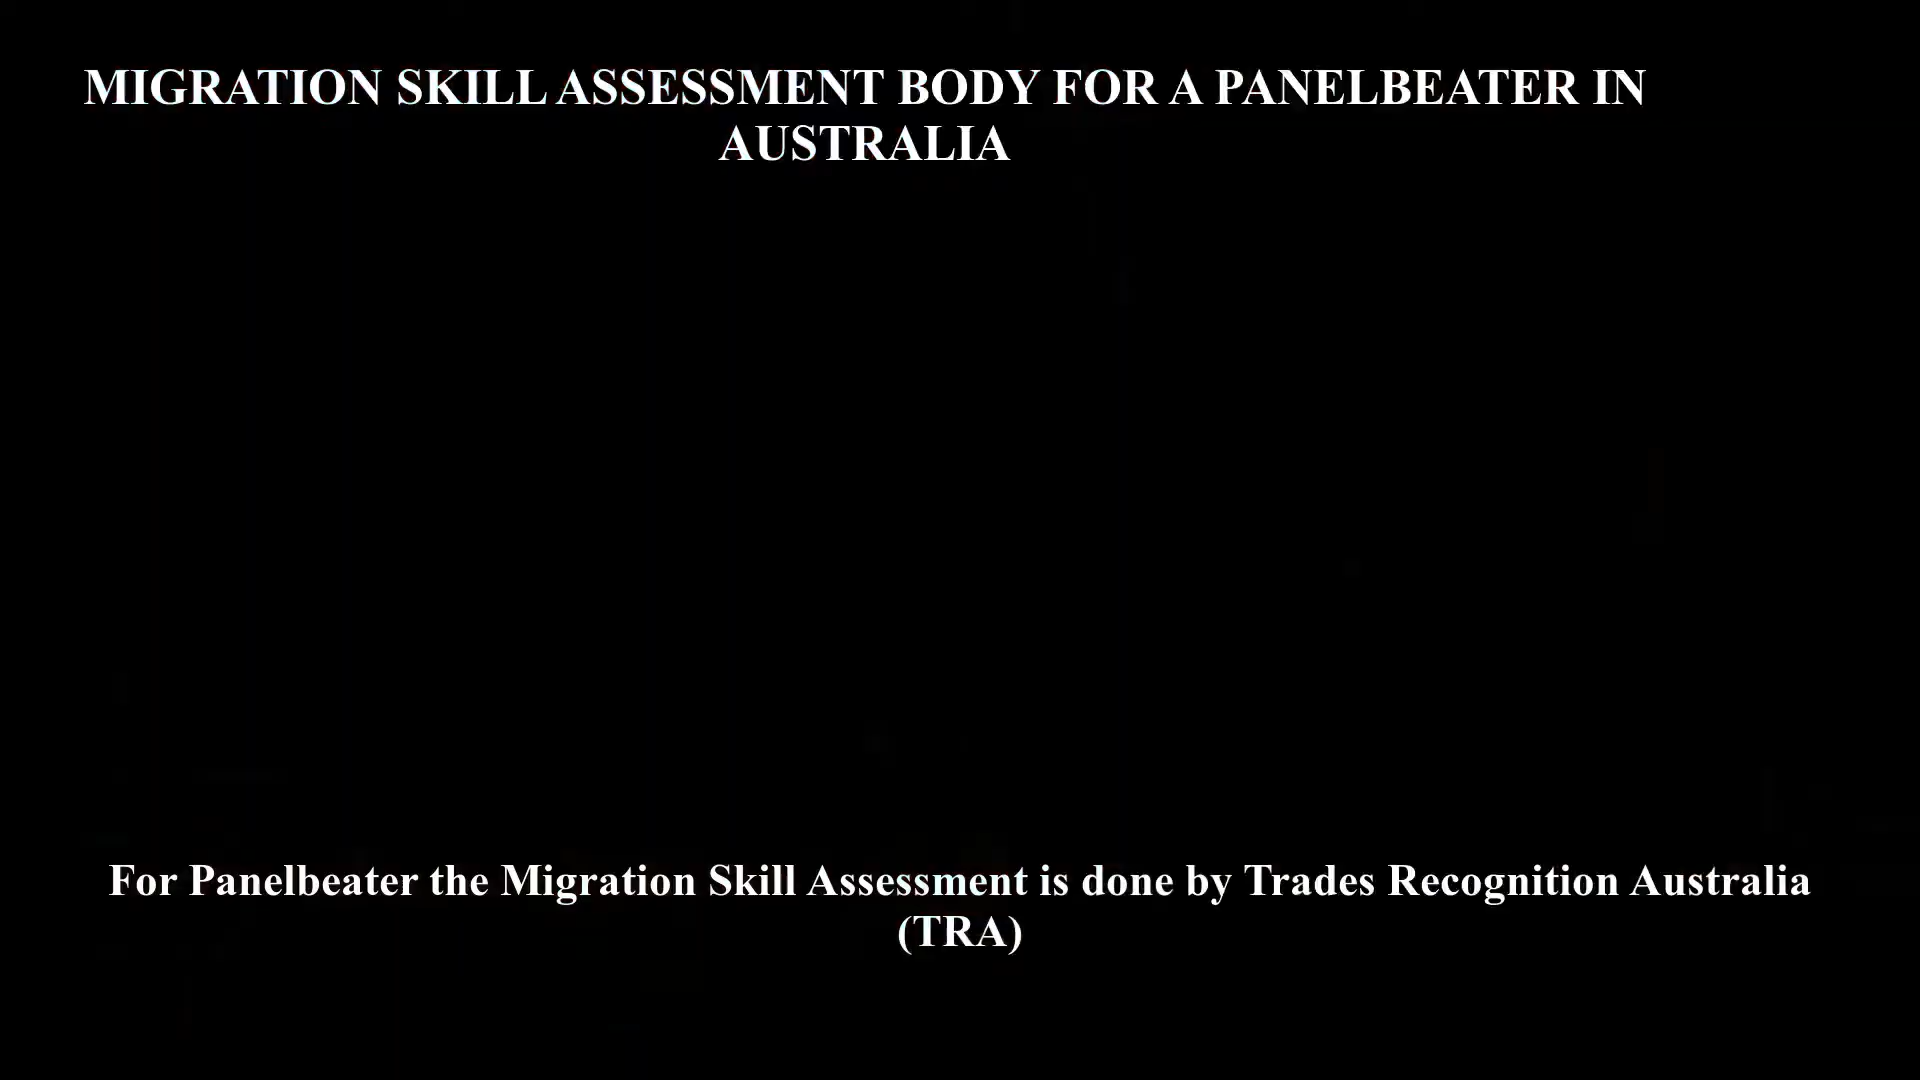 MIGRATION SKILL ASSESSMENT BODY FOR A PANELBEATER IN
AUSTRALIA
For Panelbeater the Migration Skill Assessment is done by Trades Recognition Australia
(TRA)